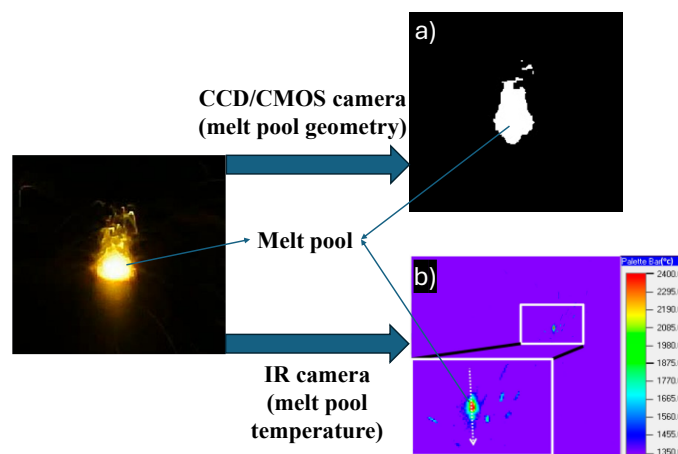 a)
CCD/CMOS camera
(melt pool geometry)
Melt pool
b)
Palette Bar(°c)
2400.
2295.
2190.
2085.
1980.
1875.
1770.
1665.
1560.
1455.
1350.
IR camera
(melt pool
temperature)